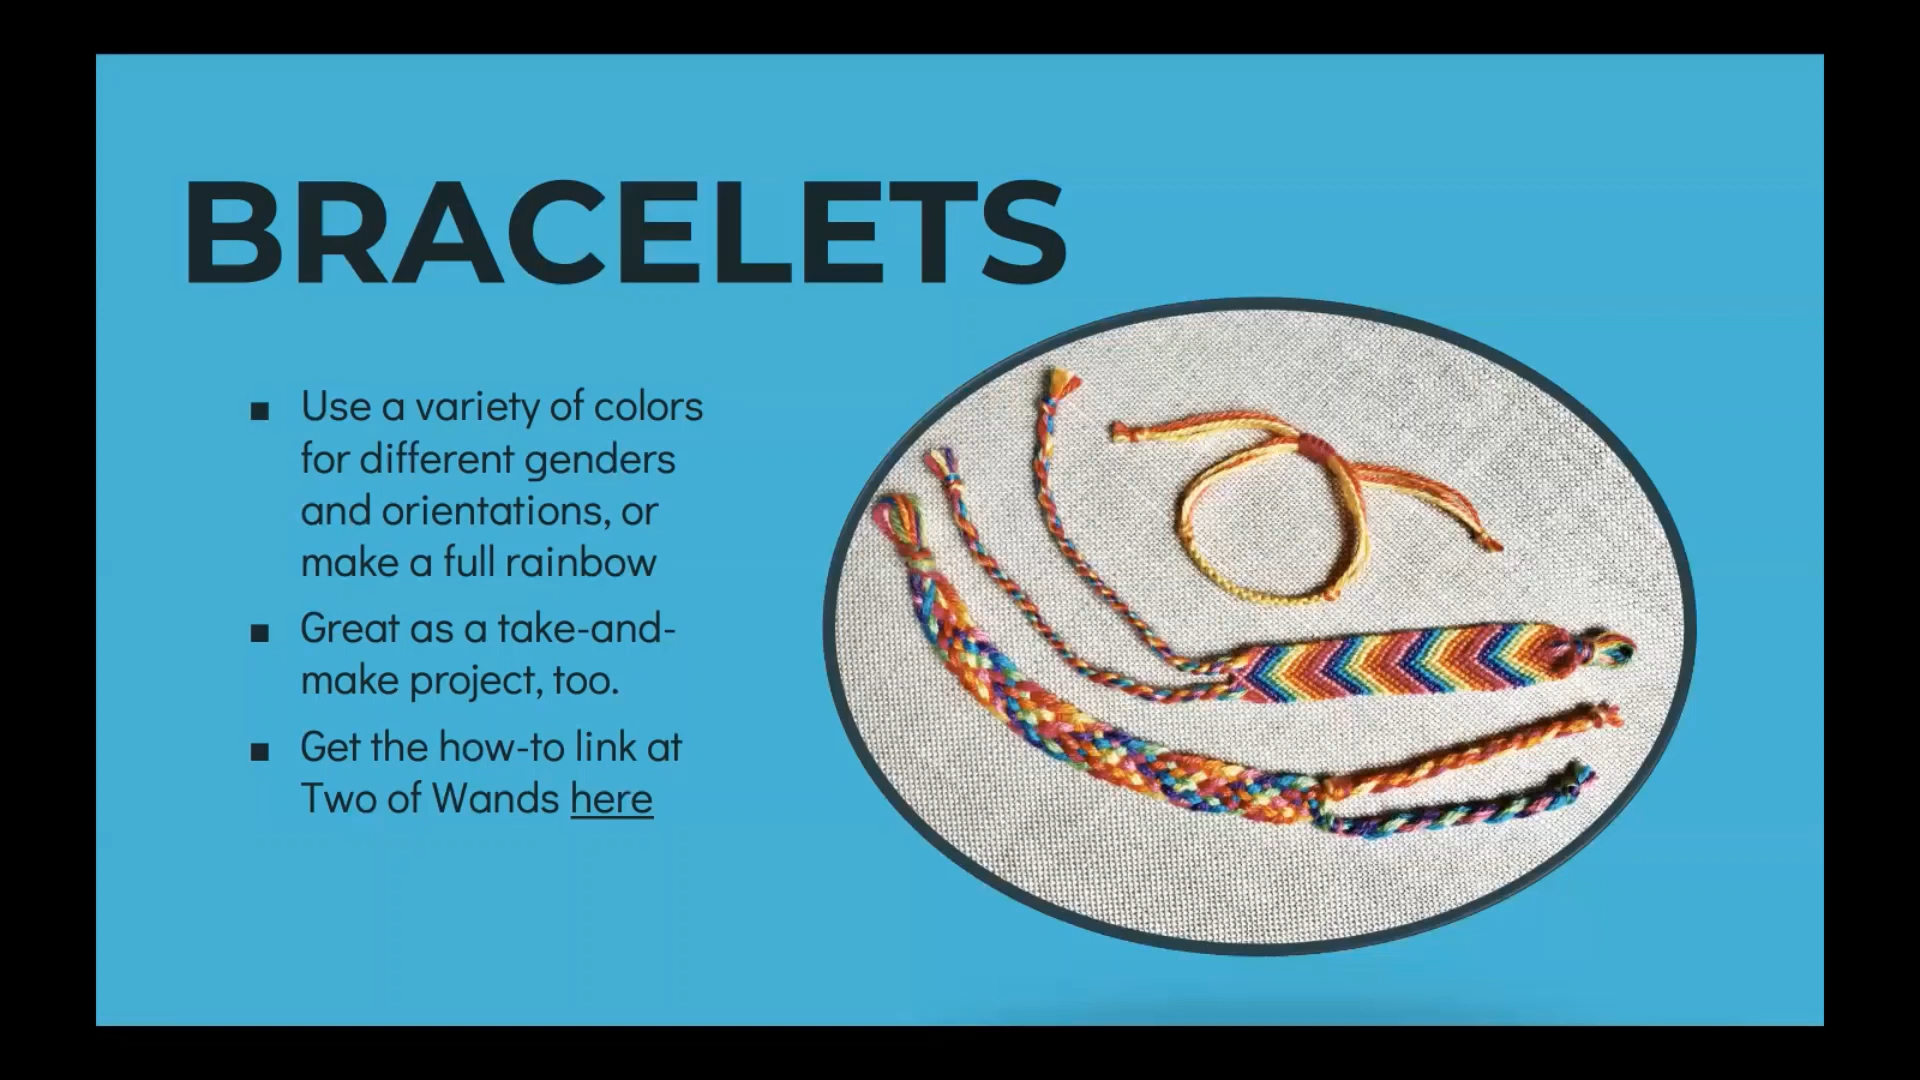 BRACELETS
■ Use a variety of colors
for different genders
and orientations, or
make a full rainbow
■ Great as a take-and-
make project, too.
■ Get the how-to link at
Two of Wands here